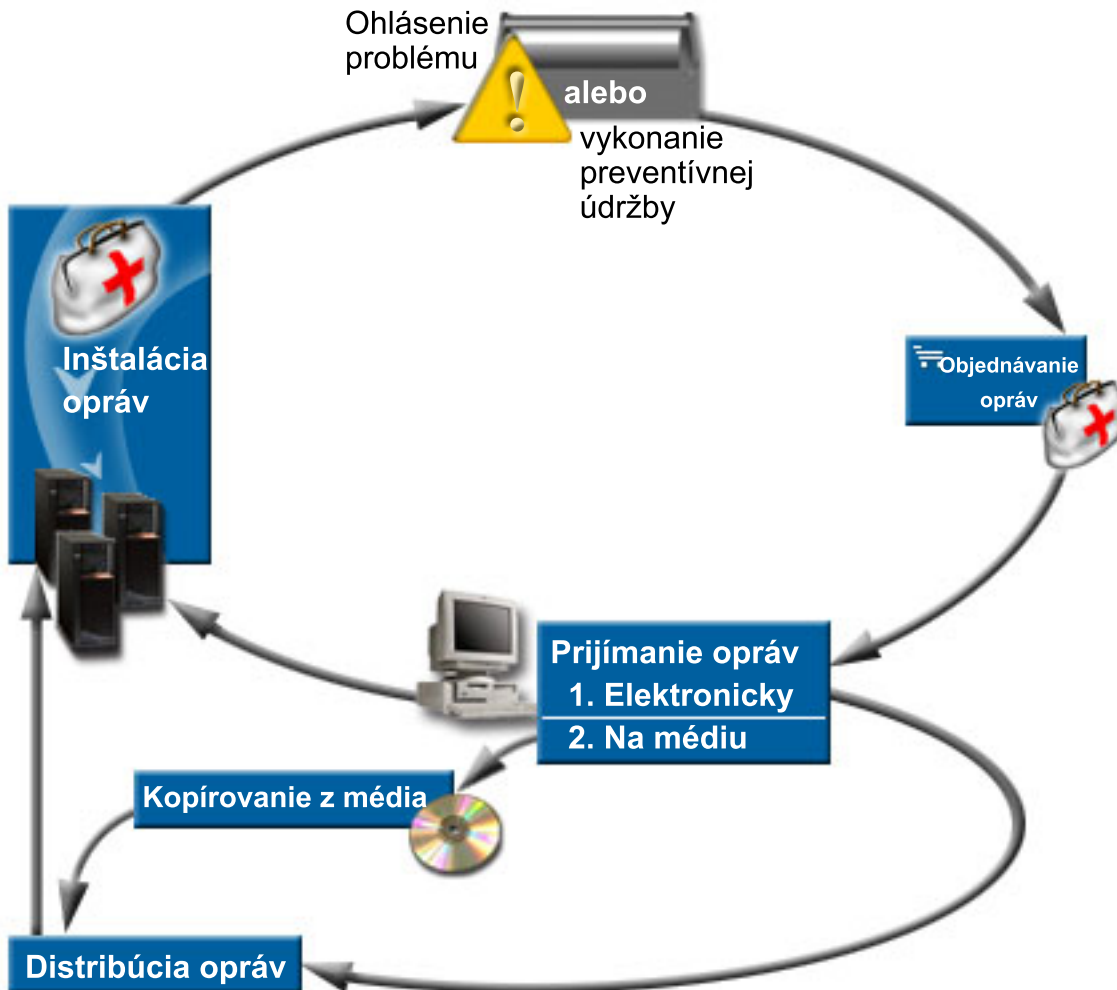 Ohlásenie
problému
alebo
vykonanie
preventívnej
údržby
Inštalácia
opráv
Objednávanie
opráv
Prijímanie opráv
1. Elektronicky
2. Na médiu
Kopírovanie z média
Distribúcia opráv